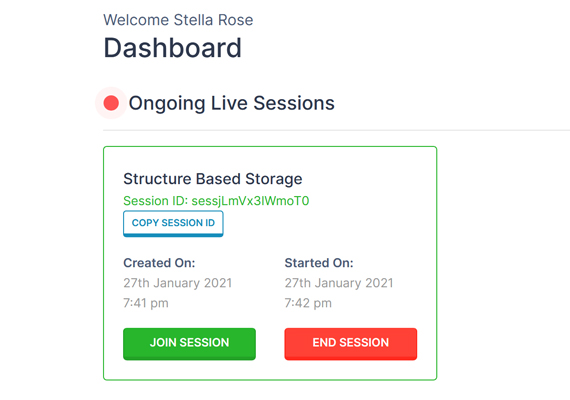 Welcome Stella Rose
Dashboard
Ongoing Live Sessions
Structure Based Storage
Session ID: sessjLmVx3IWmoT0
COPY SESSION ID
Created On:
27th January 2021
7:41 pm
Started On:
27th January 2021
7:42 pm
JOIN SESSION
END SESSION